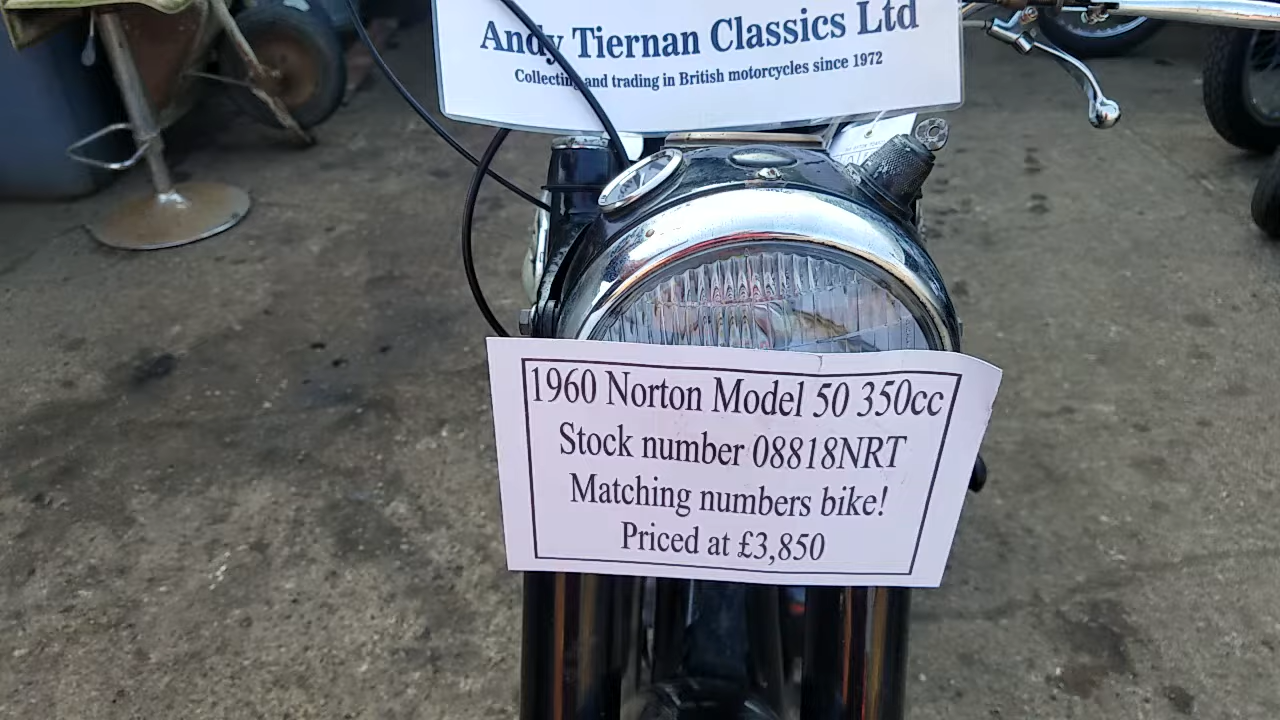 Andy Tiernan Classics Ltd
Collecting and trading in British motorcycles since 1972
1960 Norton Model 50 350cc
Stock number 08818NRT
Matching numbers bike!
Priced at £3,850